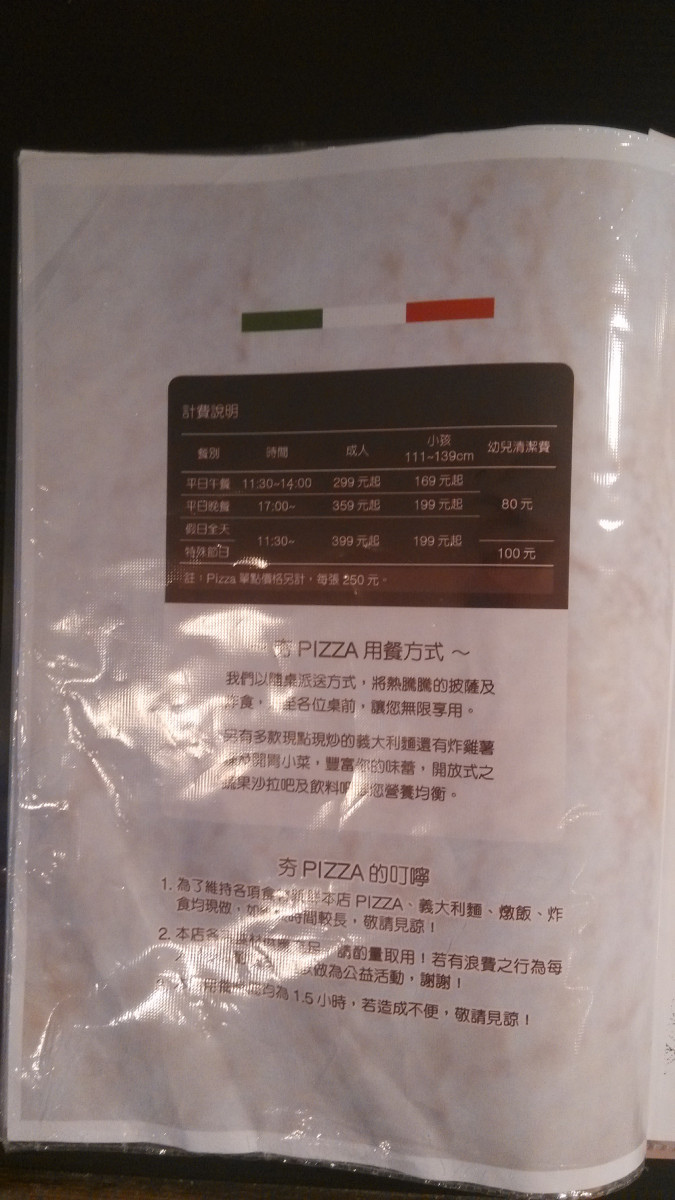 計費說明
餐別 時間 成人 小孩 111~139cm 幼兒清潔費
平日午餐 11:30~14:00 299 元起 169 元起
平日晚餐 17:00~ 359 元起 199 元起 80 元
假日全天
11:30~ 399 元起 199 元起
特殊節日 100 元
註：Pizza 單點價格另計，每張 250 元。
夯 PIZZA 用餐方式 ～
我們以隨桌派送方式，將熱騰騰的披薩及
炸食，至各位桌前，讓您無限享用。
另有多款現點現炒的義大利麵還有炸雞薯
及開胃小菜，豐富您的味蕾，開放式之
蔬果沙拉吧及飲料吧 您營養均衡。
夯 PIZZA 的叮嚀
1. 為了維持各項食 新鮮本店 PIZZA、義大利麵、燉飯、炸
食均現做，如 時間較長，敬請見諒！
2. 本店各 足 請酌量取用！若有浪費之行為每
做為公益活動，謝謝！
均為 1.5 小時，若造成不便，敬請見諒！